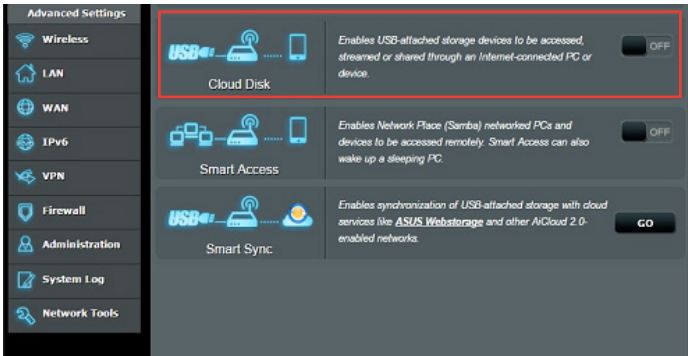 Advanced Settings
Wireless
LAN
WAN
IPv6
VPN
Firewall
Administration
System Log
Network Tools
USB
Cloud Disk
Enables USB-attached storage devices to be accessed,
streamed or shared through an Internet-connected PC or
device.
OFF
Smart Access
Enables Network Place (Samba) networked PCs and
devices to be accessed remotely. Smart Access can also
wake up a sleeping PC.
OFF
USB
Smart Sync
Enables synchronization of USB-attached storage with cloud
services like ASUS Webstorage and other AiCloud 2.0-
enabled networks.
GO